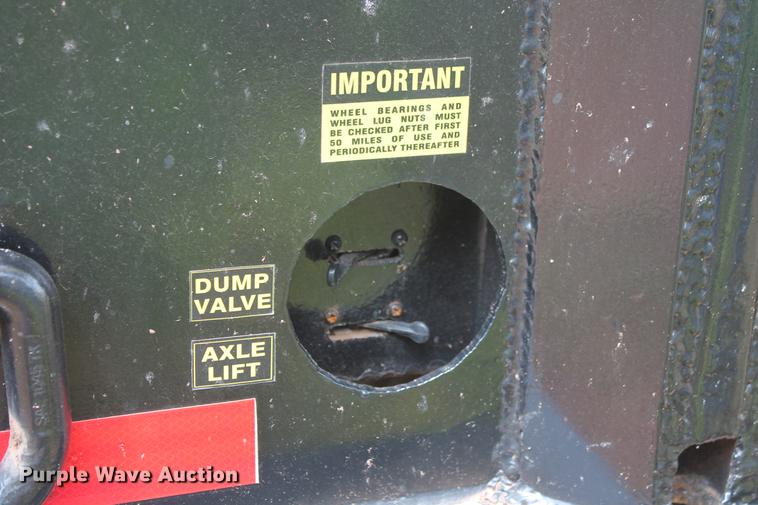 IMPORTANT
WHEEL BEARINGS AND
WHEEL LUG NUTS MUST
BE CHECKED AFTER FIRST
50 MILES OF USE AND
PERIODICALLY THEREAFTER
DUMP
VALVE
AXLE
LIFT
Purple Wave Auction